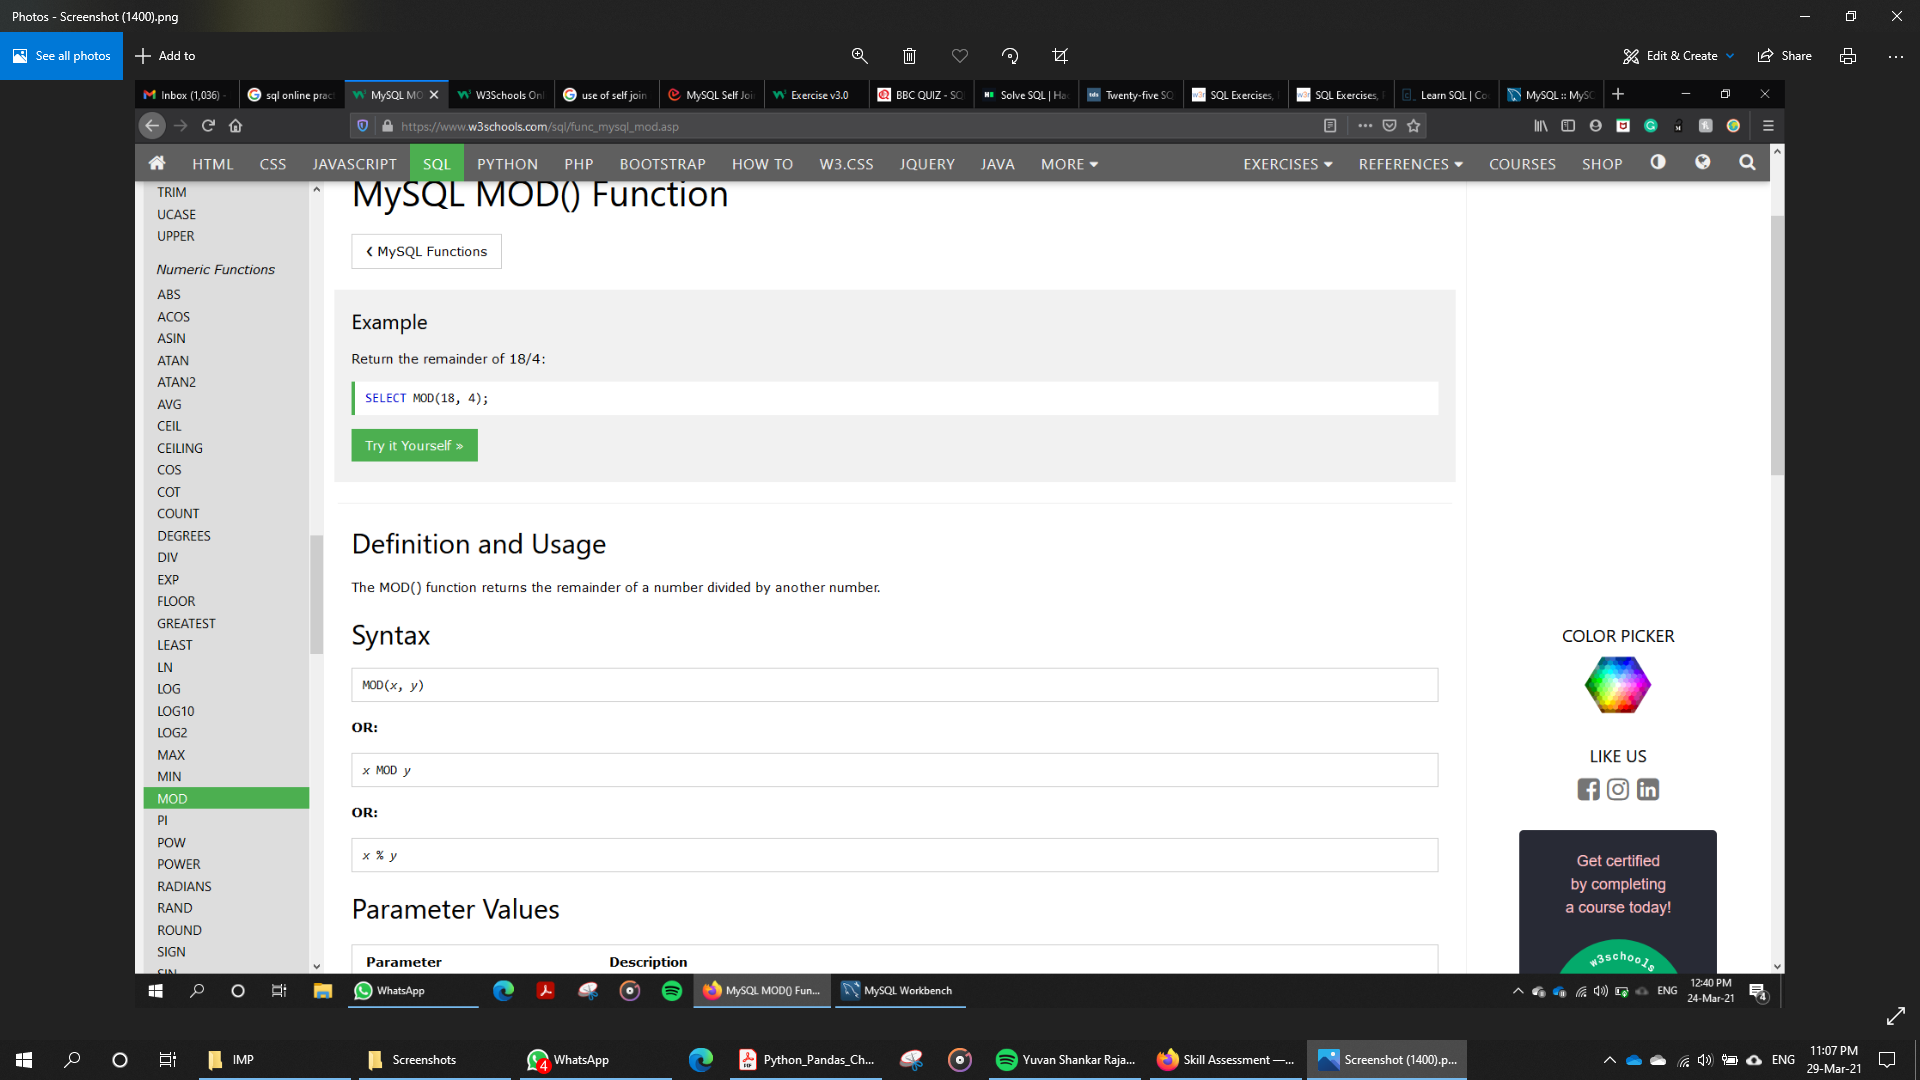 Photos - Screenshot (1400).png
See all photos
Add to
Edit & Create
Share
Inbox (1,036) -
sql online prac
MySQL MO
W3Schools Onl
use of self join
MySQL Self Joi
Exercise v3.0
BBC QUIZ - SQ
Solve SQL | Ha
Twenty-five SQ
SQL Exercises,
SQL Exercises, P
Learn SQL | Co
MySQL :: MySC
https://www.w3schools.com/sql/func_mysql_mod.asp
HTML
CSS
JAVASCRIPT
SQL
PYTHON
PHP
BOOTSTRAP
HOW TO
W3.CSS
JQUERY
JAVA
MORE
EXERCISES
REFERENCES
COURSES
SHOP
TRIM
UCASE
UPPER
Numeric Functions
ABS
ACOS
ASIN
ATAN
ATAN2
AVG
CEIL
CEILING
COS
COT
COUNT
DEGREES
DIV
EXP
FLOOR
GREATEST
LEAST
LN
LOG
LOG10
LOG2
MAX
MIN
MOD
PI
POW
POWER
RADIANS
RAND
ROUND
SIGN
SIN
MySQL MOD() Function
❮ MySQL Functions
Example
Return the remainder of 18/4:
SELECT MOD(18, 4);
Try it Yourself »
Definition and Usage
The MOD() function returns the remainder of a number divided by another number.
Syntax
MOD(x, y)
OR:
x MOD y
OR:
x % y
Parameter Values
Parameter Description
COLOR PICKER
LIKE US
Get certified
by completing
a course today!
w3schools
WhatsApp
MySQL MOD() Fun...
MySQL Workbench
ENG
12:40 PM
24-Mar-21
4
IMP
Screenshots
4
WhatsApp
Python_Pandas_Ch...
Yuvan Shankar Raja...
Skill Assessment —...
Screenshot (1400).p...
ENG
11:07 PM
29-Mar-21